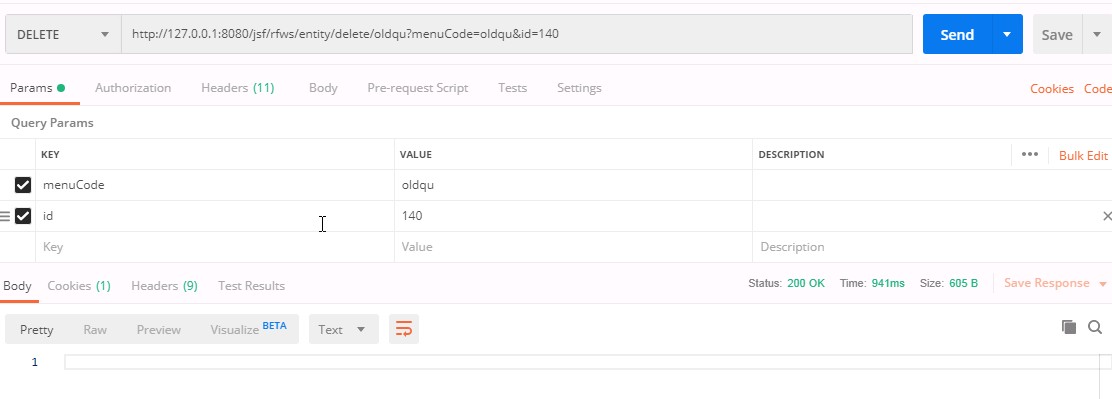 DELETE http://127.0.0.1:8080/jsf/rfws/entity/delete/oldqu?menuCode=oldqu&id=140 Send Save
Params Authorization Headers (11) Body Pre-request Script Tests Settings Cookies Code
Query Params
KEY VALUE DESCRIPTION ••• Bulk Edit
menuCode oldqu
id 140
Key Value Description
Body Cookies (1) Headers (9) Test Results Status: 200 OK Time: 941ms Size: 605 B Save Response
Pretty Raw Preview Visualize BETA Text
1